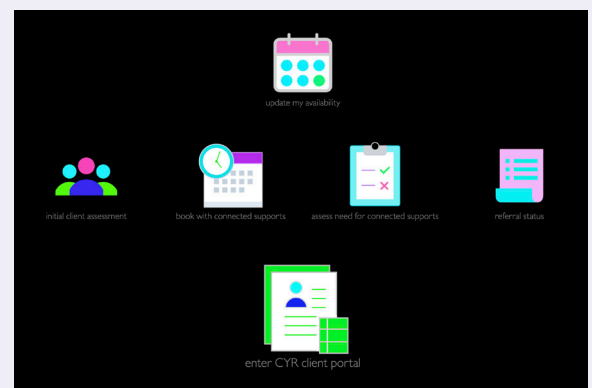 update my availability
initial client assessment
book with connected supports
assess need for connected supports
referral status
enter CYR client portal